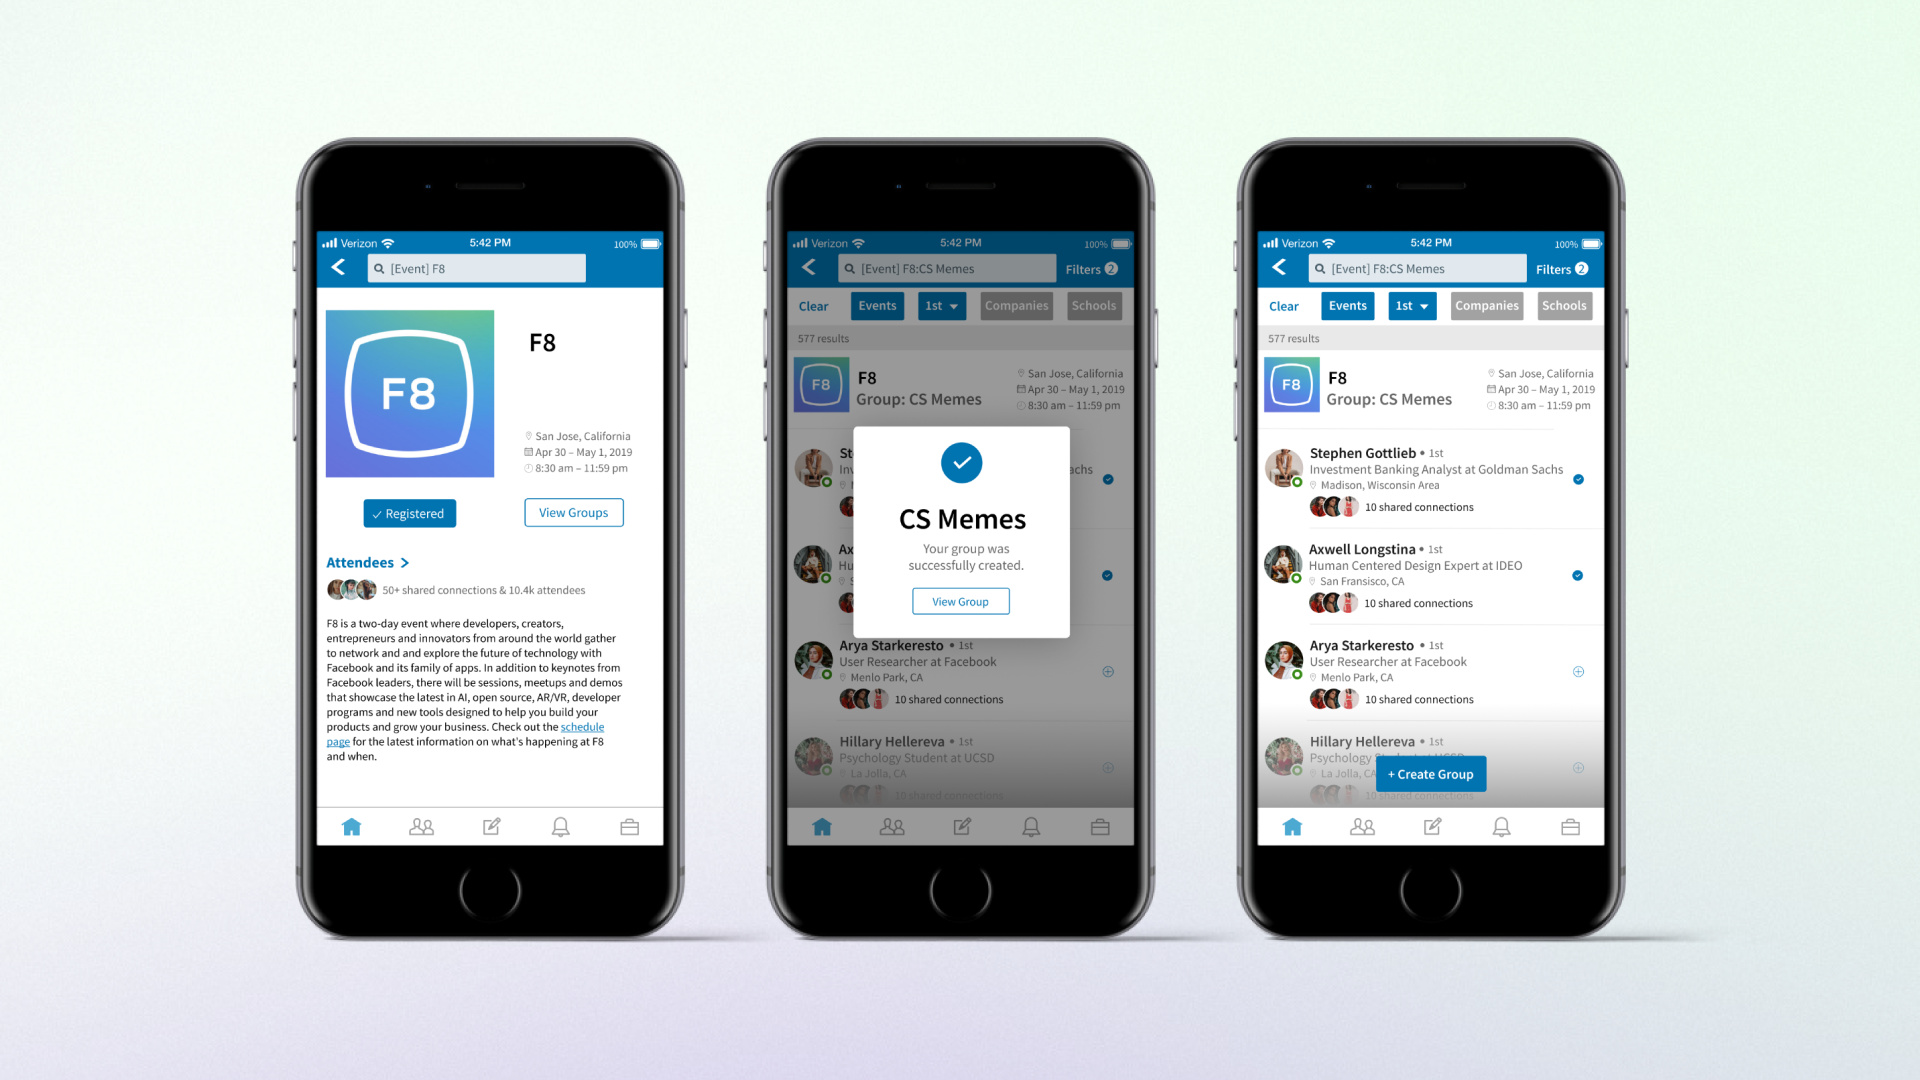 Verizon 5:42 PM 100%
[Event] F8
F8
F8
San Jose, California
Apr 30 – May 1, 2019
8:30 am – 11:59 pm
Registered
View Groups
Attendees >
50+ shared connections & 10.4k attendees
F8 is a two-day event where developers, creators,
entrepreneurs and innovators from around the world gather
to network and and explore the future of technology with
Facebook and its family of apps. In addition to keynotes from
Facebook leaders, there will be sessions, meetups and demos
that showcase the latest in AI, open source, AR/VR, developer
programs and new tools designed to help you build your
products and grow your business. Check out the schedule
page for the latest information on what's happening at F8
and when.
Verizon 5:42 PM 100%
[Event] F8:CS Memes
Filters 2
Clear Events 1st Companies Schools
577 results
F8
F8
Group: CS Memes
San Jose, California
Apr 30 – May 1, 2019
8:30 am – 11:59 pm
CS Memes
Your group was
successfully created.
View Group
Arya Starkeresto • 1st
User Researcher at Facebook
Menlo Park, CA
10 shared connections
Hillary Hellereva • 1st
Psychology Student at UCSD
La Jolla, CA
10 shared connections
Verizon 5:42 PM 100%
[Event] F8:CS Memes
Filters 2
Clear Events 1st Companies Schools
577 results
F8
F8
Group: CS Memes
San Jose, California
Apr 30 – May 1, 2019
8:30 am – 11:59 pm
Stephen Gottlieb • 1st
Investment Banking Analyst at Goldman Sachs
Madison, Wisconsin Area
10 shared connections
Axwell Longstina • 1st
Human Centered Design Expert at IDEO
San Fransisco, CA
10 shared connections
Arya Starkeresto • 1st
User Researcher at Facebook
Menlo Park, CA
10 shared connections
Hillary Hellereva • 1st
Psychology Student at UCSD
La Jolla, CA
+ Create Group
10 shared connections